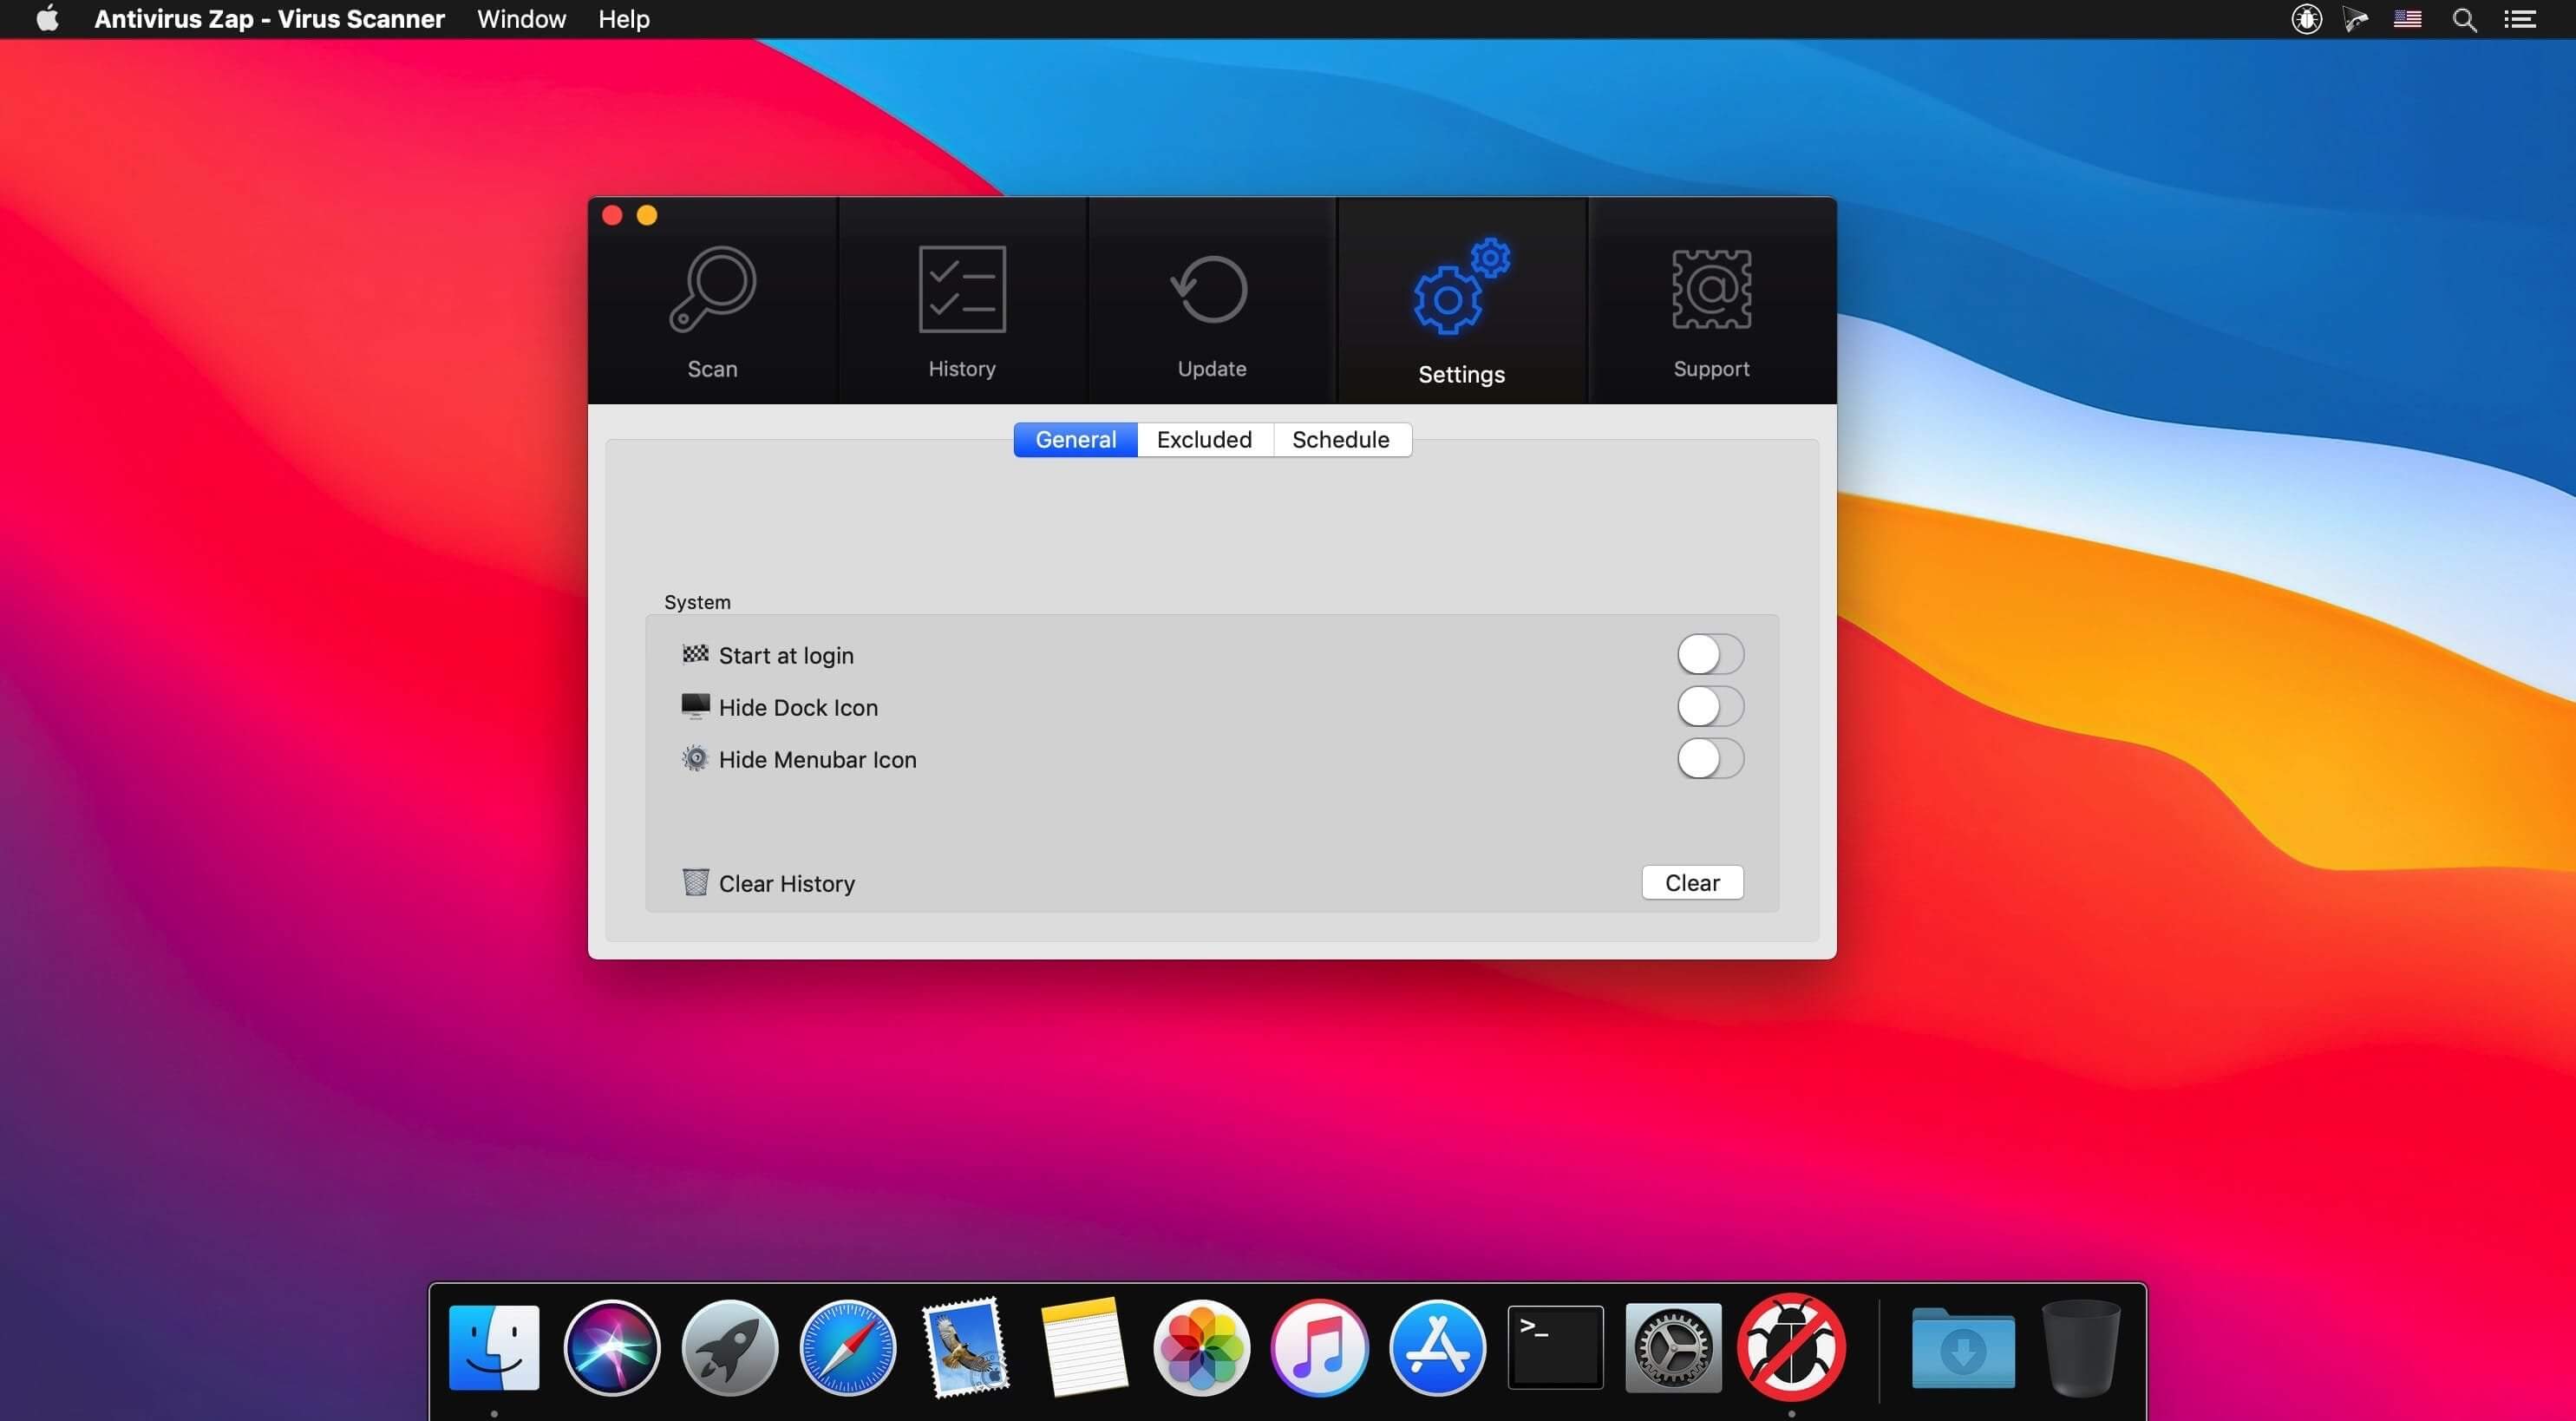 Antivirus Zap - Virus Scanner Window Help
Scan History Update Settings Support
General Excluded Schedule
System
Start at login
Hide Dock Icon
Hide Menubar Icon
Clear History Clear
>_